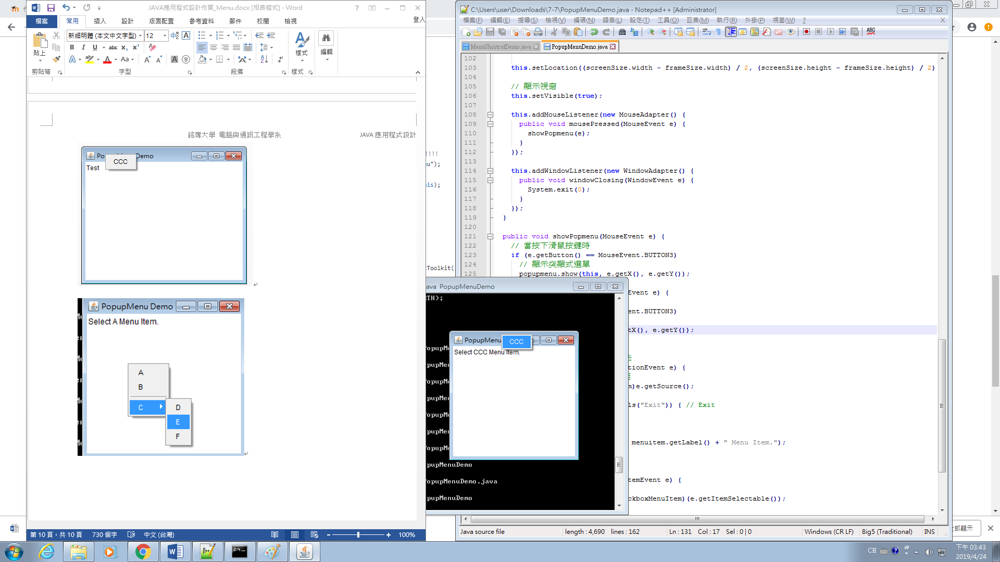 JAVA應用程式設計作業_Menu.docx [相容模式] - Word
檔案 常用 插入 設計 版面配置 參考資料 郵件 校閱 檢視 登入
新細明體 (本文中文字型) 12
貼上 樣式 編輯
剪貼簿 字型 段落 樣式
銘傳大學 電腦與通訊工程學系 JAVA 應用程式設計
Demo
CCC
Test
PopupMenu Demo
Select A Menu Item.
A
B
C D
E
F
第 10 頁，共 10 頁 730 個字 中文 (台灣) 100%
!!!!
u");
is);
Toolkit(
C:\Users\user\Downloads\7-7\PopupMenuDemo.java - Notepad++ [Administrator]
檔案(F) 編輯(E) 搜尋(S) 檢視(V) 編碼(N) 語言(L) 設定(T) 工具(O) 巨集(M) 執行(R) 外掛(P) 視窗(W) ? X
MenuShortcutDemo.java PopupMenuDemo.java
102
103 this.setLocation((screenSize.width - frameSize.width) / 2, (screenSize.height - frameSize.height) / 2)
104
105 // 顯示視窗
106 this.setVisible(true);
107
108 this.addMouseListener(new MouseAdapter() {
109 public void mousePressed(MouseEvent e) {
110 showPopmenu(e);
111 }
112 });
113
114 this.addWindowListener(new WindowAdapter() {
115 public void windowClosing(WindowEvent e) {
116 System.exit(0);
117 }
118 });
119 }
120
121 public void showPopmenu(MouseEvent e) {
122 // 當按下滑鼠按鍵時
123 if (e.getButton() == MouseEvent.BUTTON3)
124 // 顯示突顯式選單
125 popupmenu.show(this, e.getX(), e.getY());
Event e) {
ent.BUTTON3)
tX(), e.getY());
tionEvent e) {
m)e.getSource();
ls("Exit")) { // Exit
menuitem.getLabel() + " Menu Item.");
temEvent e) {
ckboxMenuItem)(e.getItemSelectable());
ava PopupMenuDemo
RTH);
PopupMenu
CCC
Select CCC Menu Item.
pupMenuDemo
PopupMenuDemo.java
pupMenuDemo
Java source file length : 4,690 lines : 162 Ln : 131 Col : 17 Sel : 0 | 0 Windows (CR LF) Big5 (Traditional) INS
部顯示
CH
下午 03:43
2019/4/24